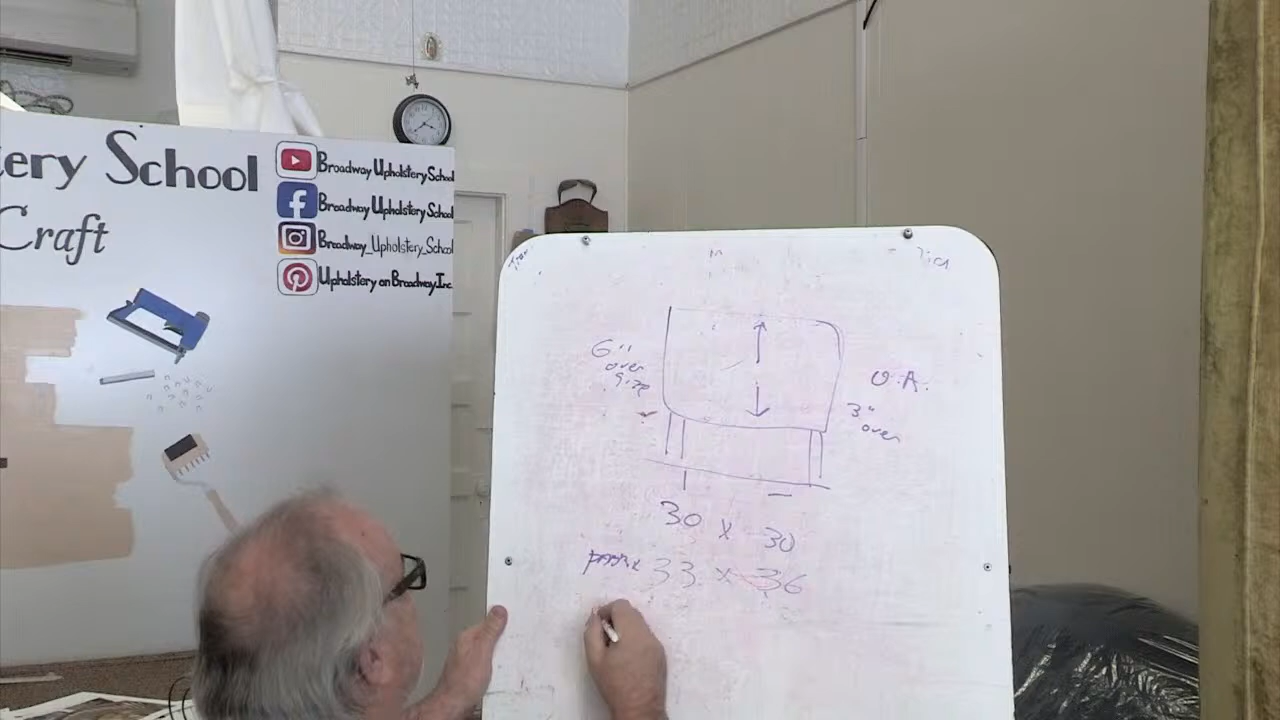 tery School
Craft
Broadway Upholstery School
Broadway Upholstery School
Broadway_Upholstery_School
Upholstery on Broadway Inc.
6"
over
size
O.A.
3"
over
30 x 30
33 x 36